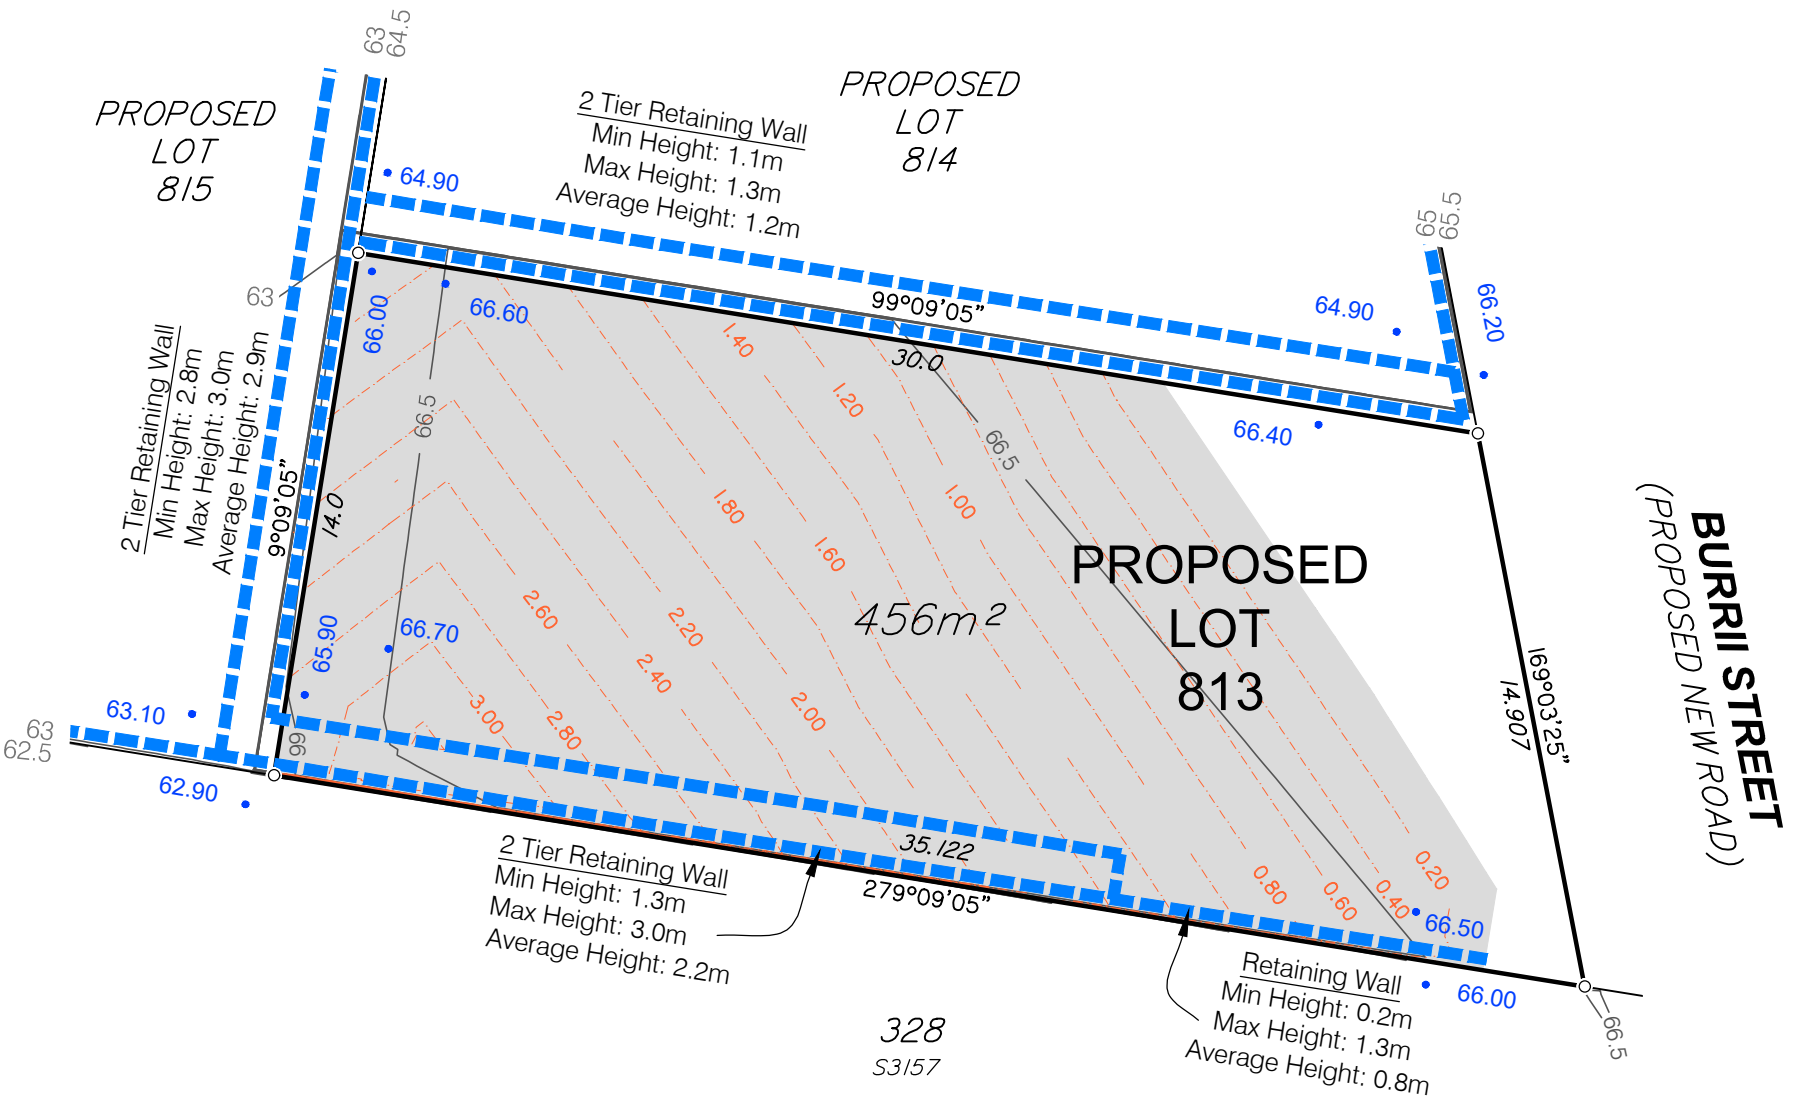 63
64.5
PROPOSED
LOT
815
PROPOSED
LOT
814
2 Tier Retaining Wall
Min Height: 1.1m
Max Height: 1.3m
Average Height: 1.2m
64.90
65
65.5
66.20
64.90
99°09'05"
30.0
63
66.00
66.60
66.5
1.40
1.20
66.40
66.5
1.00
2 Tier Retaining Wall
Min Height: 2.8m
Max Height: 3.0m
Average Height: 2.9m
9°09'05"
14.0
1.80
1.60
PROPOSED
LOT
813
456m²
BURRII STREET
(PROPOSED NEW ROAD)
169°03'25"
14.907
65.90
66.70
2.60
2.20
2.40
2.00
3.00
2.80
63.10
63
62.5
66
62.90
35.122
279°09'05"
0.80
0.60
0.40
0.20
66.50
2 Tier Retaining Wall
Min Height: 1.3m
Max Height: 3.0m
Average Height: 2.2m
Retaining Wall
Min Height: 0.2m
Max Height: 1.3m
Average Height: 0.8m
66.00
66.5
328
S3157